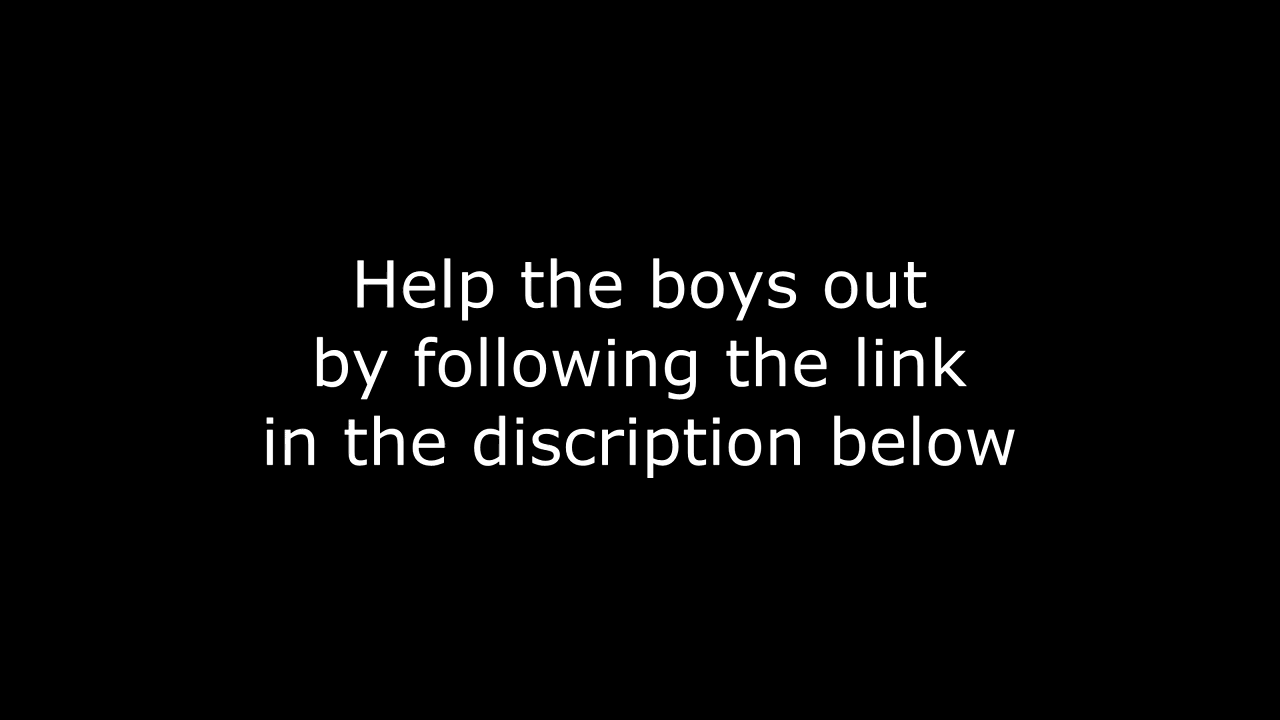 Help the boys out
by following the link
in the discription below